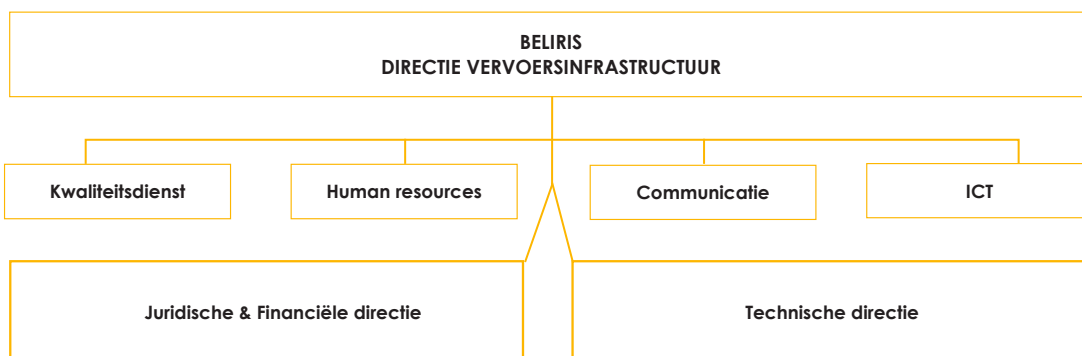 BELIRIS
DIRECTIE VERVOERSINFRASTRUCTUUR
Kwaliteitsdienst
Human resources
Communicatie
ICT
Juridische & Financiële directie
Technische directie